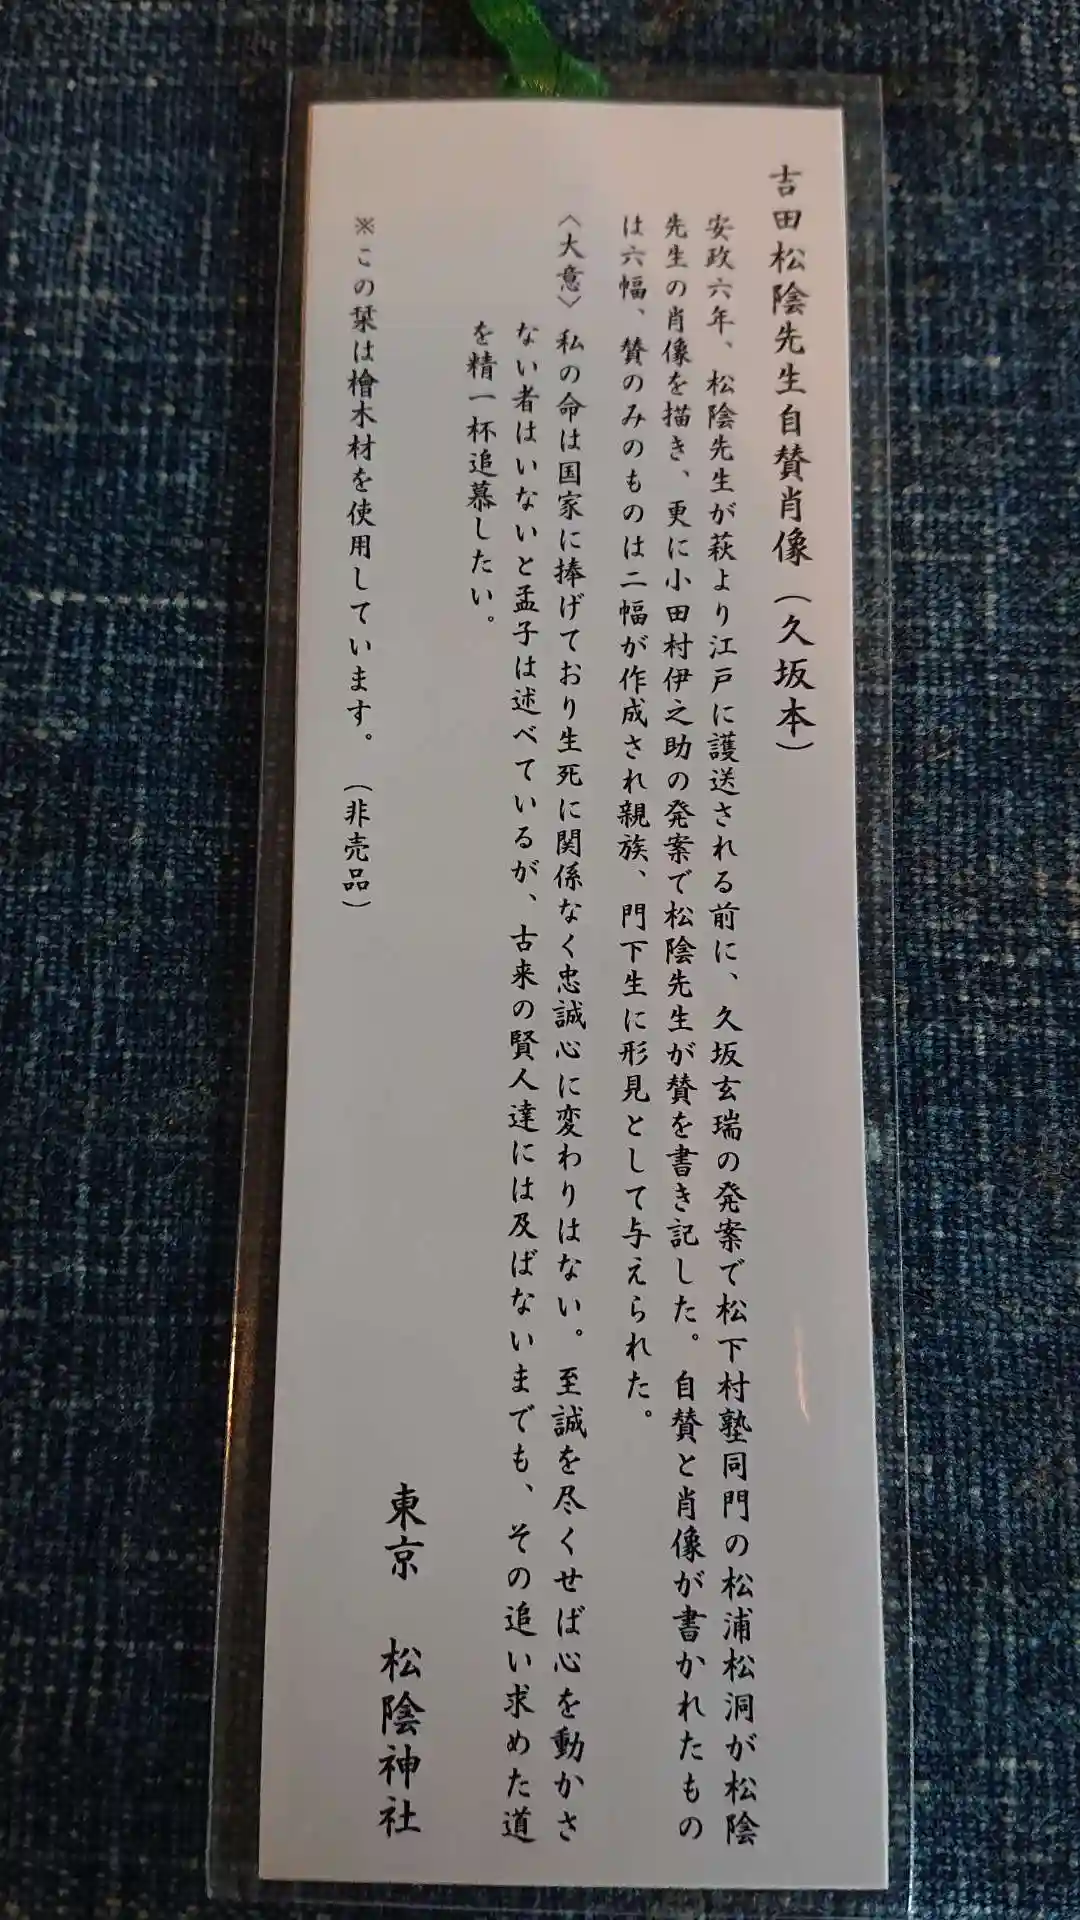 吉田松陰先生自賛肖像（久坂本）
安政六年、松陰先生が萩より江戸に護送される前に、久坂玄瑞の発案で松下村塾同門の松浦松洞が松陰
先生の肖像を描き、更に小田村伊之助の発案で松陰先生が賛を書き記した。自賛と肖像が書かれたもの
は六幅、賛のみのものは二幅が作成され親族、門下生に形見として与えられた。
〈大意〉私の命は国家に捧げており生死に関係なく忠誠心に変わりはない。至誠を尽くせば心を動かさ
ない者はいないと孟子は述べているが、古来の賢人達には及ばないまでも、その追い求めた道
を精一杯追慕したい。
※この栞は檜木材を使用しています。（非売品）
東京　松陰神社